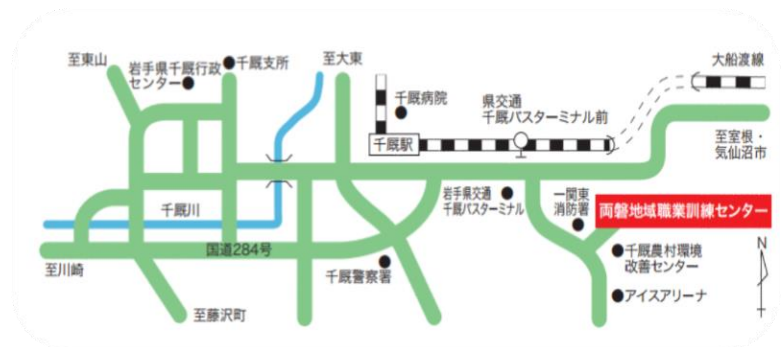 至東山
岩手県千厩行政
センター
千厩支所
至大東
大船渡線
千厩病院
県交通
千厩バスターミナル前
千厩駅
至室根・
気仙沼市
千厩川
岩手県交通
千厩バスターミナル
一関東
消防署
両磐地域職業訓練センター
国道284号
至川崎
千厩警察署
千厩農村環境
改善センター
N
アイスアリーナ
至藤沢町